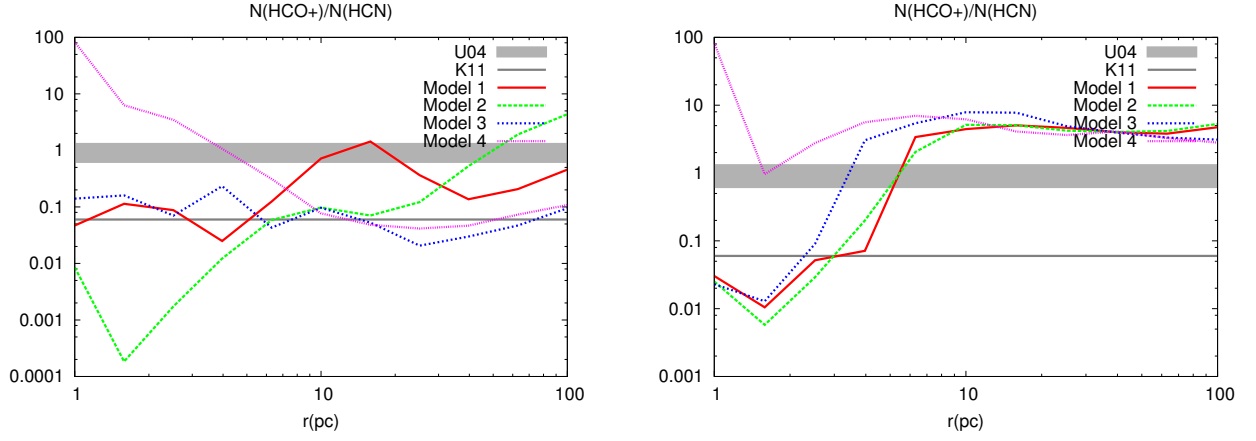 N(HCO+)/N(HCN)
100
10
1
0.1
0.01
0.001
0.0001
1
10
100
r(pc)
U04
K11
Model 1
Model 2
Model 3
Model 4
N(HCO+)/N(HCN)
100
10
1
0.1
0.01
0.001
1
10
100
r(pc)
U04
K11
Model 1
Model 2
Model 3
Model 4